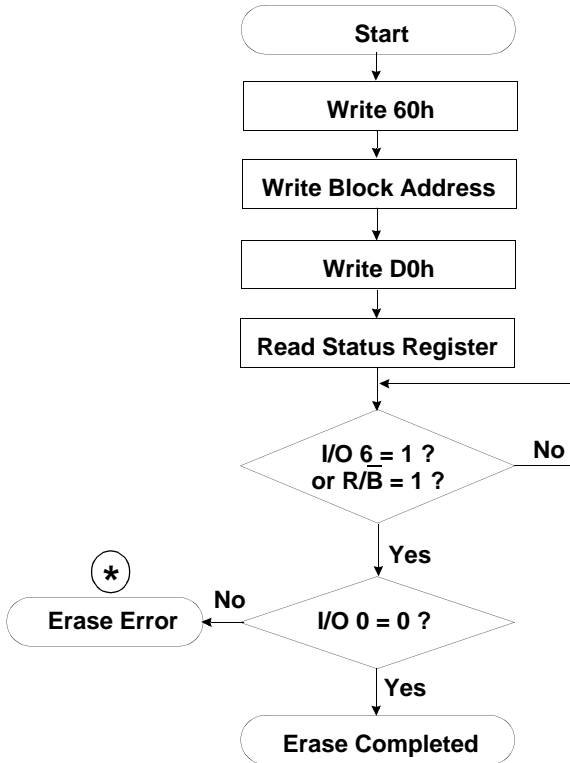 Start
Write 60h
Write Block Address
Write D0h
Read Status Register
I/O 6 = 1 ?
or R/B̅ = 1 ?
No
Yes
*
No
Erase Error
I/O 0 = 0 ?
Yes
Erase Completed